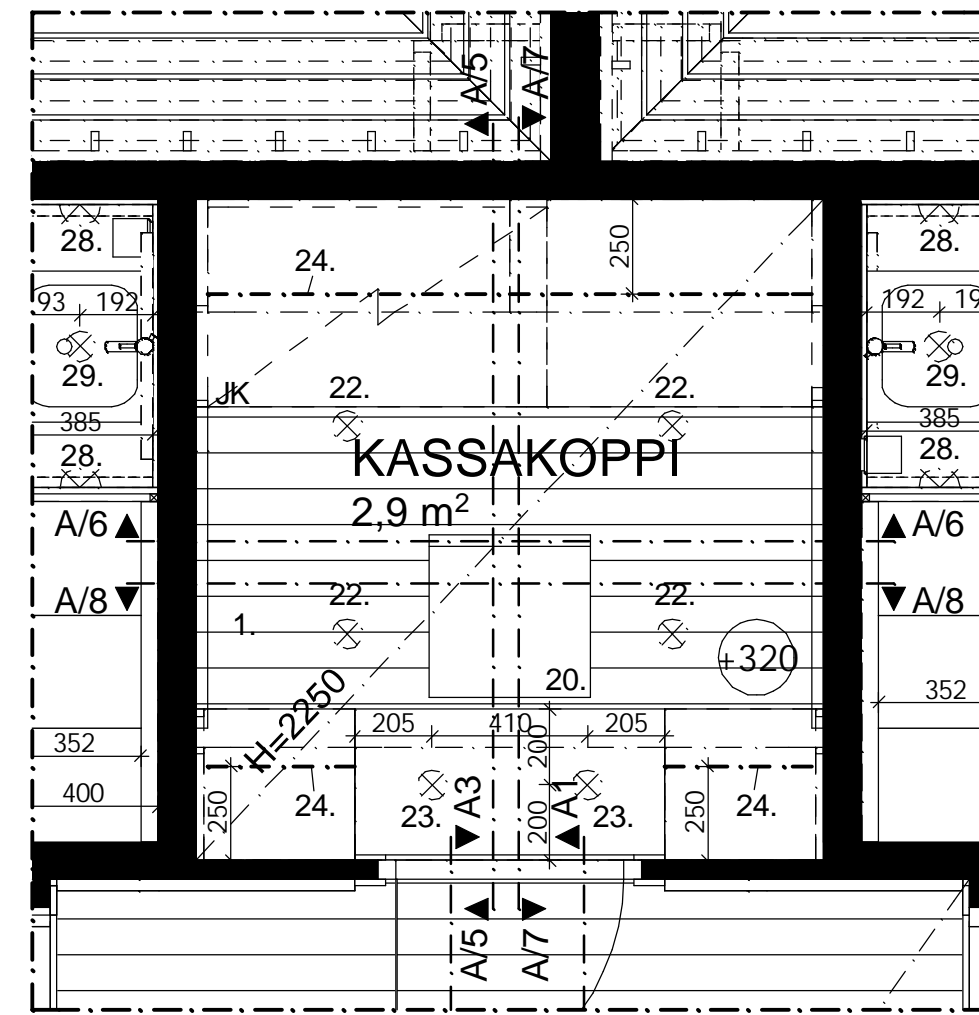 A/5 A/7
28. 24. 250 28.
93 192 192 19
29. 29.
JK 22. 22.
385 385
28. KASSAKOPPI 28.
2,9 m²
A/6 A/6
A/8 22. 22. A/8
1. +320
20.
H=2250
352 205 410 205 352
200
400 250 24. 23. A3 200 A1 23. 250 24.
A/5 A/7